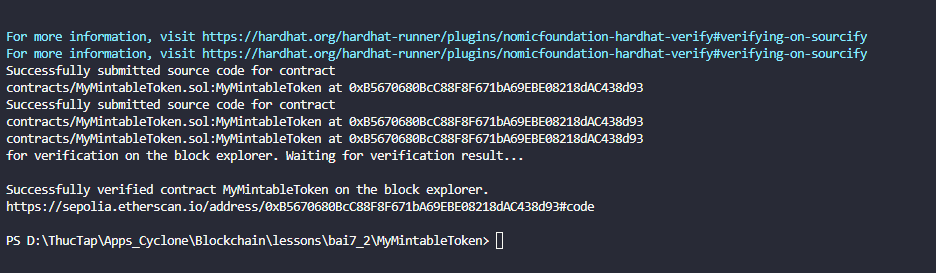 For more information, visit https://hardhat.org/hardhat-runner/plugins/nomicfoundation-hardhat-verify#verifying-on-sourcify
For more information, visit https://hardhat.org/hardhat-runner/plugins/nomicfoundation-hardhat-verify#verifying-on-sourcify
Successfully submitted source code for contract
contracts/MyMintableToken.sol:MyMintableToken at 0xB5670680BcC88F8F671bA69EBE08218dAC438d93
Successfully submitted source code for contract
contracts/MyMintableToken.sol:MyMintableToken at 0xB5670680BcC88F8F671bA69EBE08218dAC438d93
contracts/MyMintableToken.sol:MyMintableToken at 0xB5670680BcC88F8F671bA69EBE08218dAC438d93
for verification on the block explorer. Waiting for verification result...
Successfully verified contract MyMintableToken on the block explorer.
https://sepolia.etherscan.io/address/0xB5670680BcC88F8F671bA69EBE08218dAC438d93#code
PS D:\ThucTap\Apps_Cyclone\Blockchain\lessons\bai7_2\MyMintableToken>